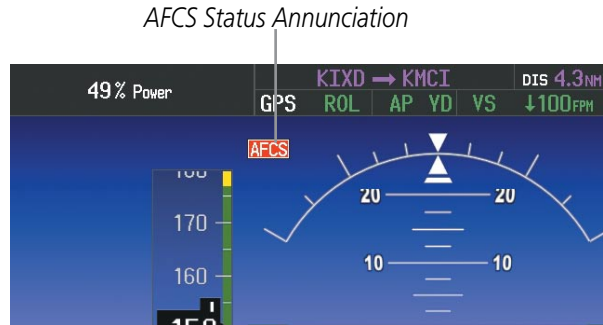 AFCS Status Annunciation
49% Power
KIXD → KMCI
DIS 4.3NM
GPS ROL AP YD VS ↓100FPM
AFCS
20 20
170
10 10
160